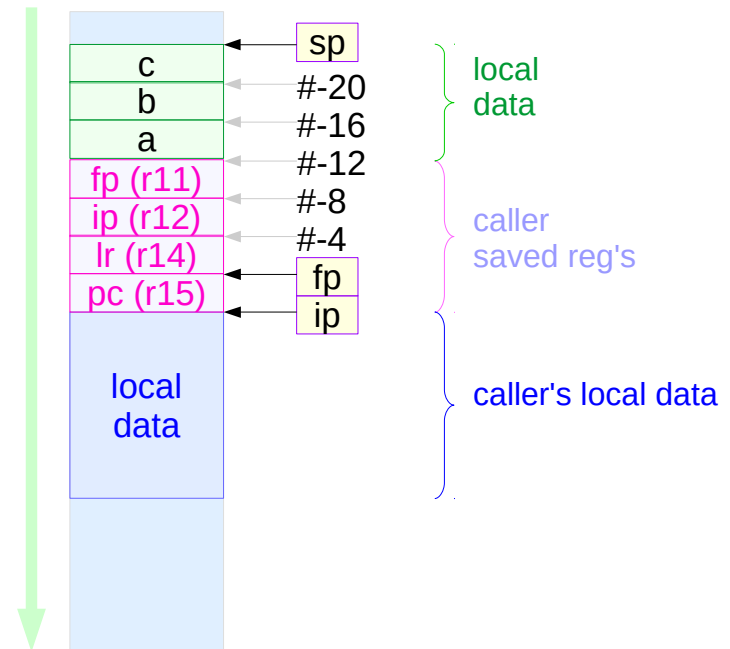 sp
c
#-20
b
#-16
a
#-12
fp (r11)
#-8
ip (r12)
#-4
lr (r14)
fp
pc (r15)
ip
local
data
local
data
caller
saved reg's
caller's local data